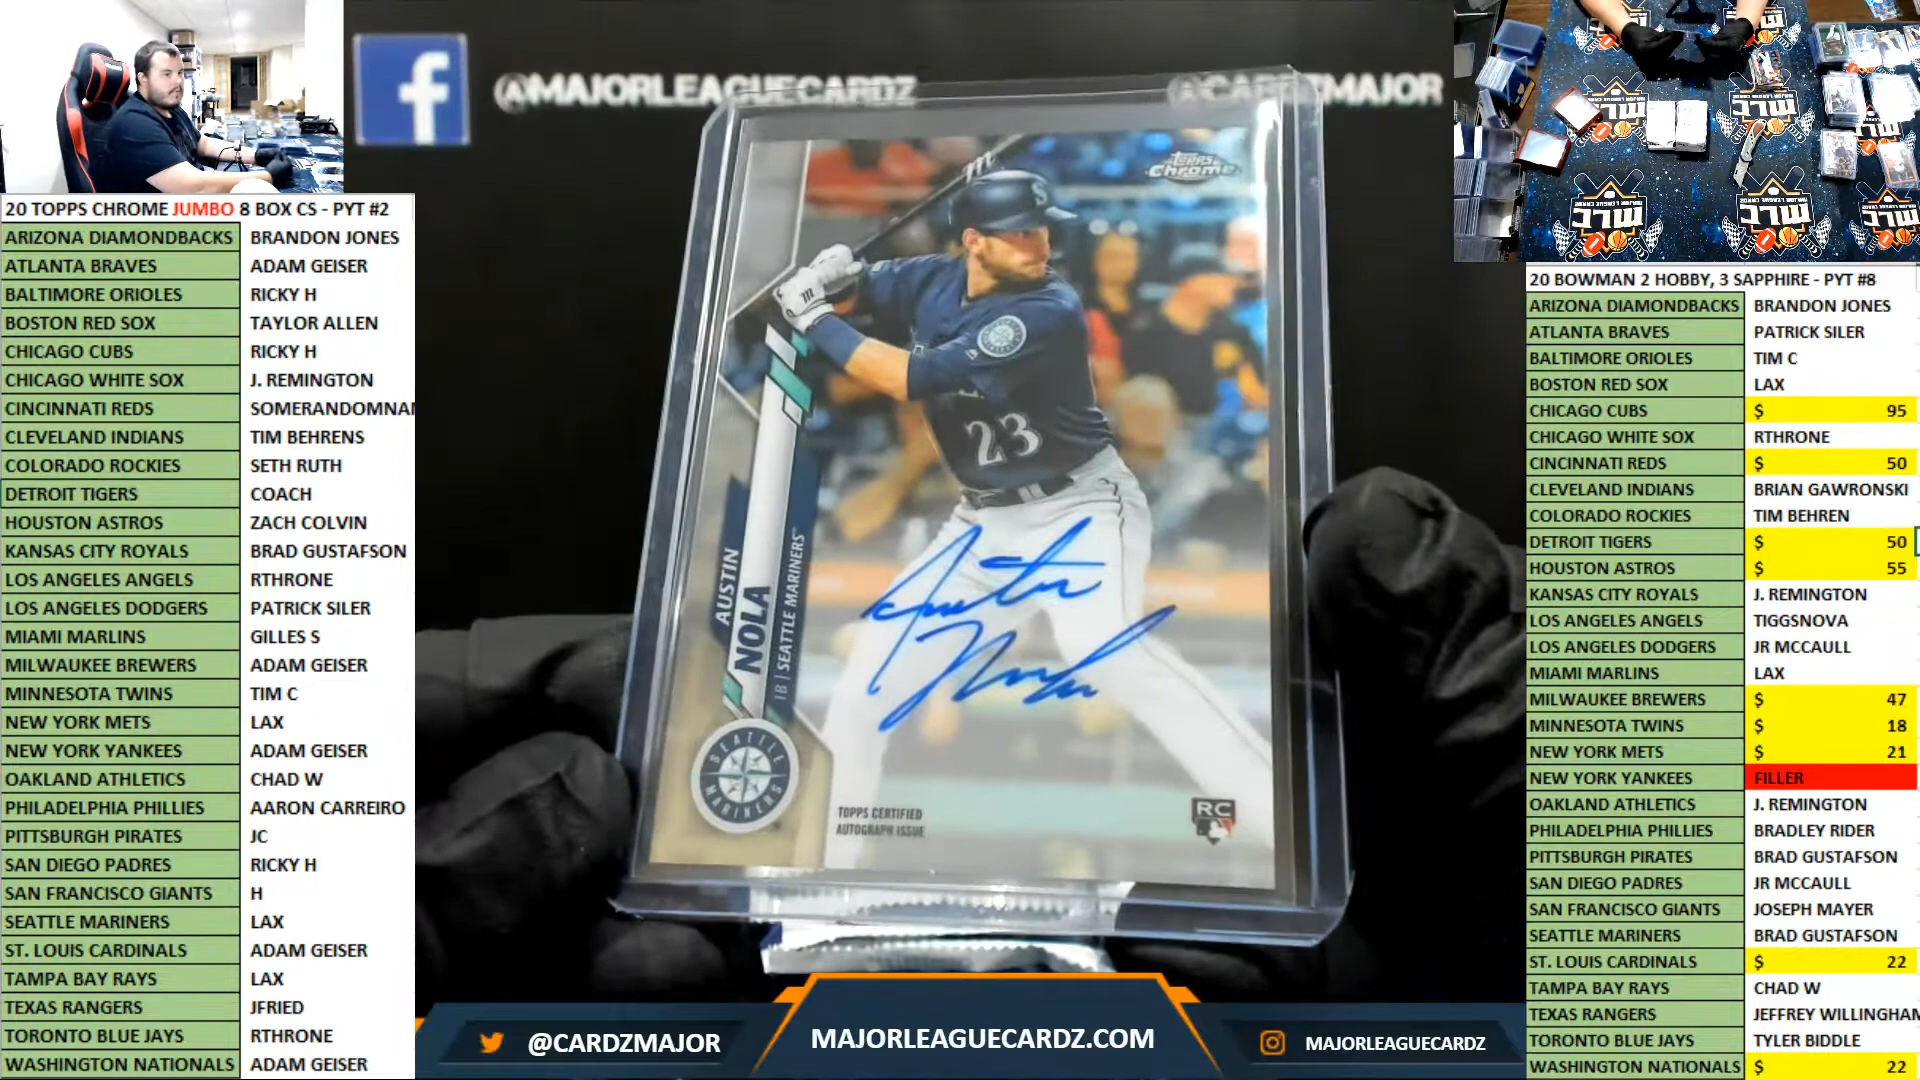 @MAJORLEAGUECARDZ
@CARDZMAJOR
20 TOPPS CHROME JUMBO 8 BOX CS - PYT #2
ARIZONA DIAMONDBACKS BRANDON JONES
ATLANTA BRAVES ADAM GEISER
BALTIMORE ORIOLES RICKY H
BOSTON RED SOX TAYLOR ALLEN
CHICAGO CUBS RICKY H
CHICAGO WHITE SOX J. REMINGTON
CINCINNATI REDS SOMERANDOMNA
CLEVELAND INDIANS TIM BEHRENS
COLORADO ROCKIES SETH RUTH
DETROIT TIGERS COACH
HOUSTON ASTROS ZACH COLVIN
KANSAS CITY ROYALS BRAD GUSTAFSON
LOS ANGELES ANGELS RTHRONE
LOS ANGELES DODGERS PATRICK SILER
MIAMI MARLINS GILLES S
MILWAUKEE BREWERS ADAM GEISER
MINNESOTA TWINS TIM C
NEW YORK METS LAX
NEW YORK YANKEES ADAM GEISER
OAKLAND ATHLETICS CHAD W
PHILADELPHIA PHILLIES AARON CARREIRO
PITTSBURGH PIRATES JC
SAN DIEGO PADRES RICKY H
SAN FRANCISCO GIANTS H
SEATTLE MARINERS LAX
ST. LOUIS CARDINALS ADAM GEISER
TAMPA BAY RAYS LAX
TEXAS RANGERS JFRIED
TORONTO BLUE JAYS RTHRONE
WASHINGTON NATIONALS ADAM GEISER
TOPPS
Chrome
S
23
AUSTIN
NOLA
1B | SEATTLE MARINERS
Austin
Nola
SEATTLE
MARINERS
TOPPS CERTIFIED
AUTOGRAPH ISSUE
RC
@CARDZMAJOR
MAJORLEAGUECARDZ.COM
MAJORLEAGUECARDZ
20 BOWMAN 2 HOBBY, 3 SAPPHIRE - PYT #8
ARIZONA DIAMONDBACKS BRANDON JONES
ATLANTA BRAVES PATRICK SILER
BALTIMORE ORIOLES TIM C
BOSTON RED SOX LAX
CHICAGO CUBS $ 95
CHICAGO WHITE SOX RTHRONE
CINCINNATI REDS $ 50
CLEVELAND INDIANS BRIAN GAWRONSKI
COLORADO ROCKIES TIM BEHREN
DETROIT TIGERS $ 50
HOUSTON ASTROS $ 55
KANSAS CITY ROYALS J. REMINGTON
LOS ANGELES ANGELS TIGGSNOVA
LOS ANGELES DODGERS JR MCCAULL
MIAMI MARLINS LAX
MILWAUKEE BREWERS $ 47
MINNESOTA TWINS $ 18
NEW YORK METS $ 21
NEW YORK YANKEES FILLER
OAKLAND ATHLETICS J. REMINGTON
PHILADELPHIA PHILLIES BRADLEY RIDER
PITTSBURGH PIRATES BRAD GUSTAFSON
SAN DIEGO PADRES JR MCCAULL
SAN FRANCISCO GIANTS JOSEPH MAYER
SEATTLE MARINERS BRAD GUSTAFSON
ST. LOUIS CARDINALS $ 22
TAMPA BAY RAYS CHAD W
TEXAS RANGERS JEFFREY WILLINGHAM
TORONTO BLUE JAYS TYLER BIDDLE
WASHINGTON NATIONALS $ 22